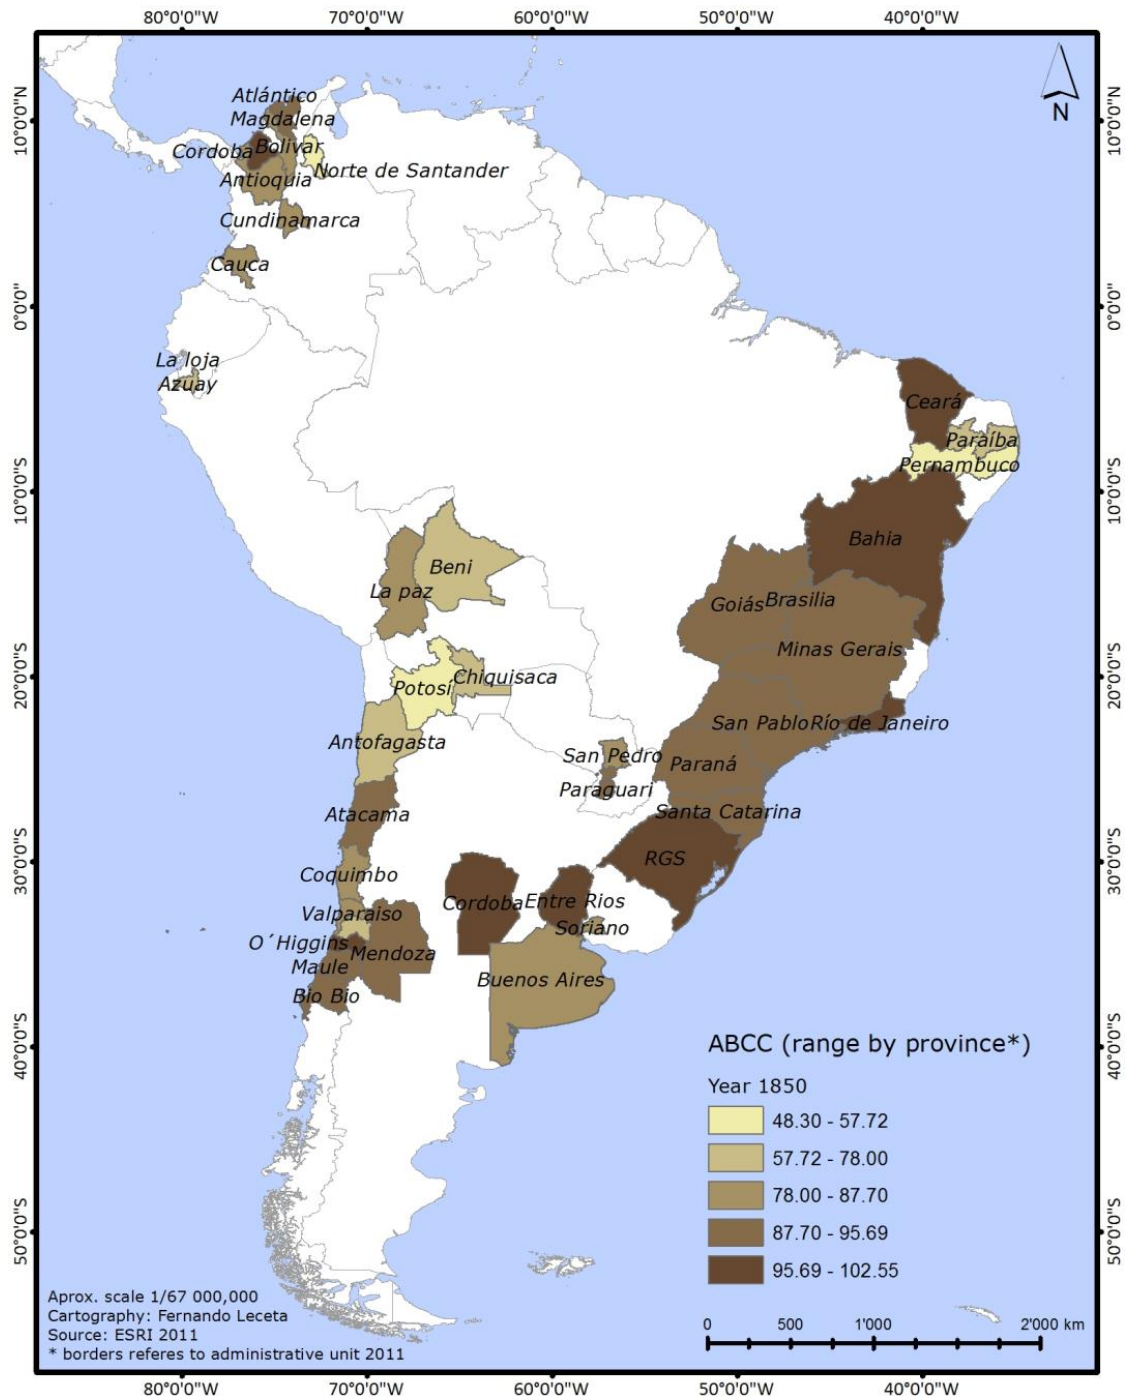 80°0'0"W 70°0'0"W 60°0'0"W 50°0'0"W 40°0'0"W
N
10°0'0"N 10°0'0"N
0°0'0" 0°0'0"
10°0'0"S 10°0'0"S
20°0'0"S 20°0'0"S
30°0'0"S 30°0'0"S
40°0'0"S 40°0'0"S
50°0'0"S 50°0'0"S
Atlántico
Magdalena
Cordoba
Bolivar
Norte de Santander
Antioquia
Cundinamarca
Cauca
La loja
Azuay
Ceará
Paraíba
Pernambuco
Bahia
Beni
La paz
Goiás
Brasilia
Minas Gerais
Potosí
Chiquisaca
San Pablo
Río de Janeiro
Antofagasta
San Pedro
Paraná
Paraguari
Santa Catarina
Atacama
RGS
Coquimbo
Cordoba
Entre Rios
Valparaiso
Soriano
O´Higgins
Mendoza
Maule
Buenos Aires
Bio Bio
ABCC (range by province*)
Year 1850
48.30 - 57.72
57.72 - 78.00
78.00 - 87.70
87.70 - 95.69
95.69 - 102.55
0 500 1'000 2'000 km
Aprox. scale 1/67 000,000
Cartography: Fernando Leceta
Source: ESRI 2011
* borders referes to administrative unit 2011
80°0'0"W 70°0'0"W 60°0'0"W 50°0'0"W 40°0'0"W